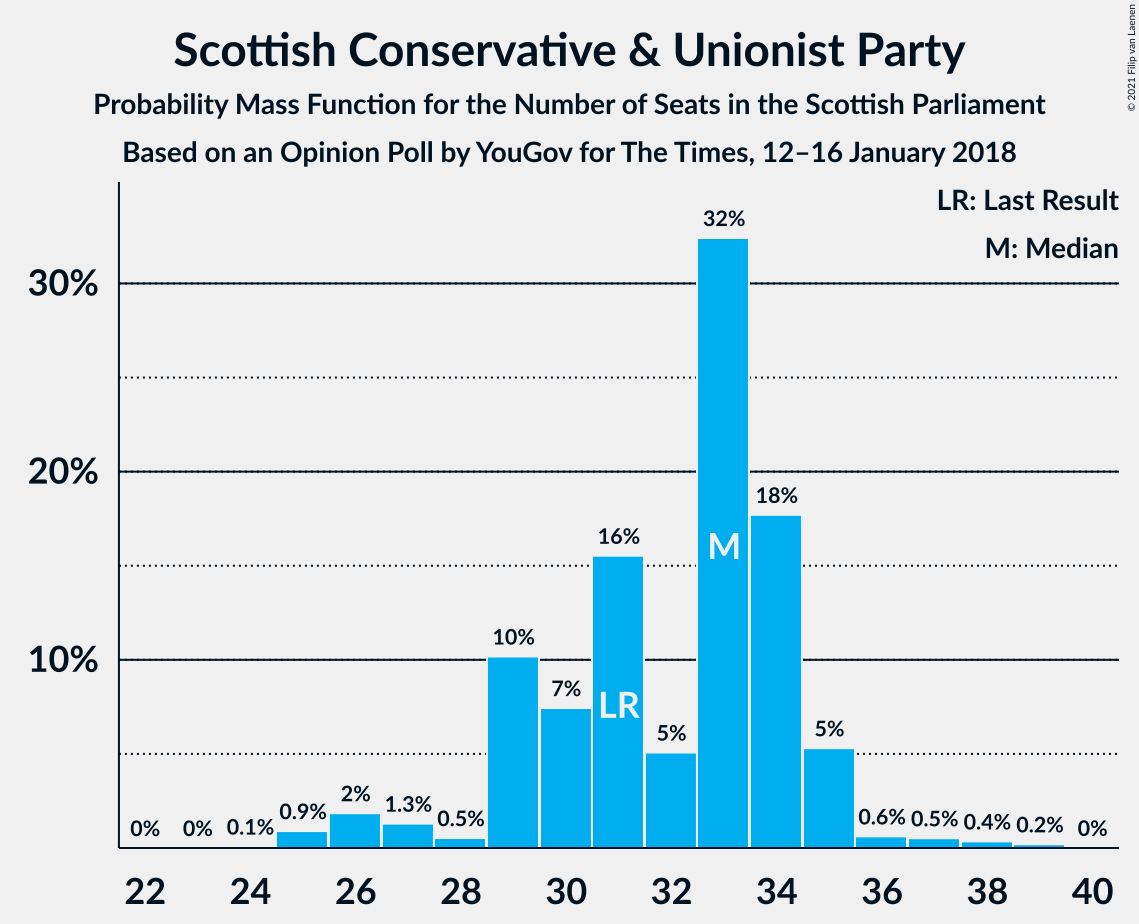 Scottish Conservative & Unionist Party
Probability Mass Function for the Number of Seats in the Scottish Parliament
Based on an Opinion Poll by YouGov for The Times, 12–16 January 2018
© 2021 Filip van Laenen
LR: Last Result
M: Median
30%
20%
10%
0%
0%
0.1%
0.9%
2%
1.3%
0.5%
10%
7%
16%
LR
5%
32%
M
18%
5%
0.6%
0.5%
0.4%
0.2%
0%
22 24 26 28 30 32 34 36 38 40